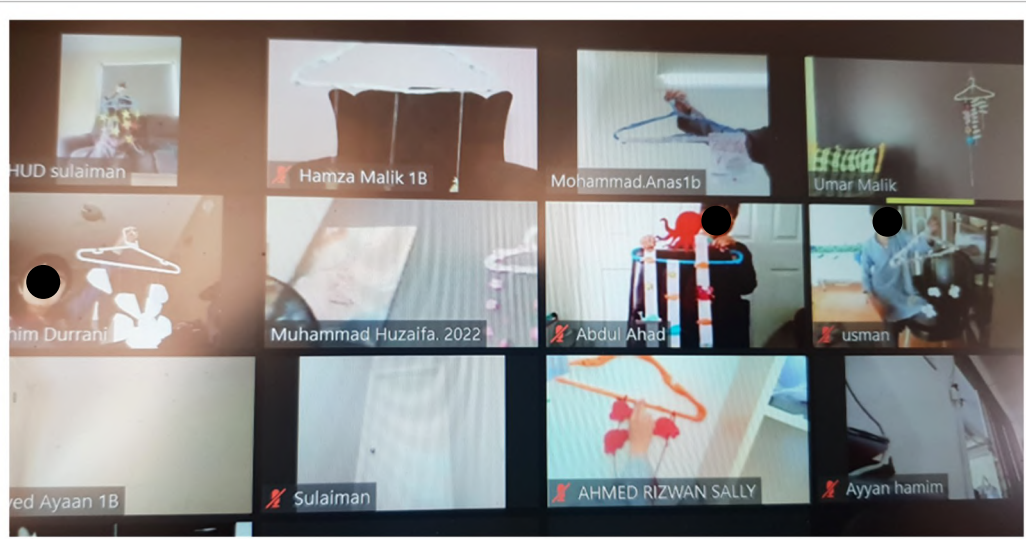 HUD sulaiman
Hamza Malik 1B
Mohammad.Anas1b
Umar Malik
him Durrani
Muhammad Huzaifa. 2022
Abdul Ahad
usman
yed Ayaan 1B
Sulaiman
AHMED RIZWAN SALLY
Ayyan hamim